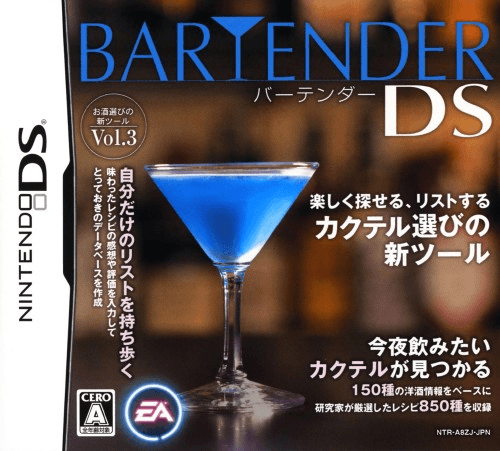 BARTENDER
バーテンダー
DS
お酒選びの
新ツール
Vol.3
NINTENDO DS®
楽しく探せる、リストする
カクテル選びの
新ツール
自分だけのリストを持ち歩く
味わったレシピの感想や評価を入力して
とっておきのデータベースを作成
今夜飲みたい
カクテルが見つかる
150種の洋酒情報をベースに
研究家が厳選したレシピ850種を収録
CERO
A
全年齢対象
EA
NTR-A8ZJ-JPN